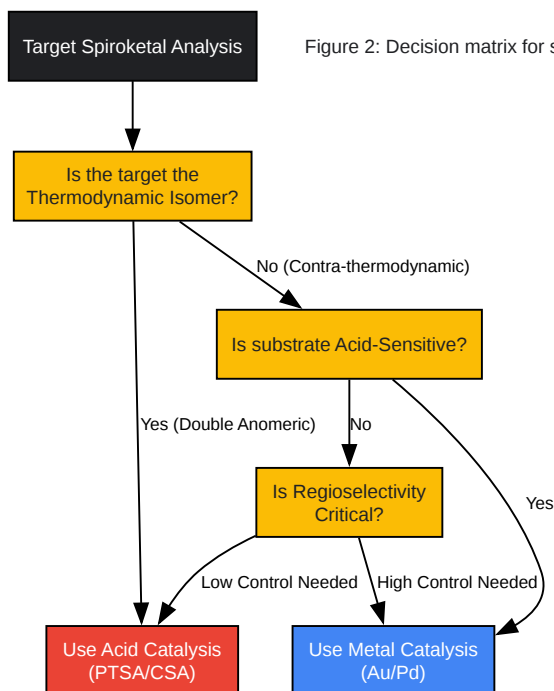 Target Spiroketal Analysis
Figure 2: Decision matrix for
Is the target the
Thermodynamic Isomer?
No (Contra-thermodynamic)
Is substrate Acid-Sensitive?
Yes (Double Anomeric)
No
Is Regioselectivity
Critical?
Yes
Low Control Needed
High Control Needed
Use Acid Catalysis
(PTSA/CSA)
Use Metal Catalysis
(Au/Pd)